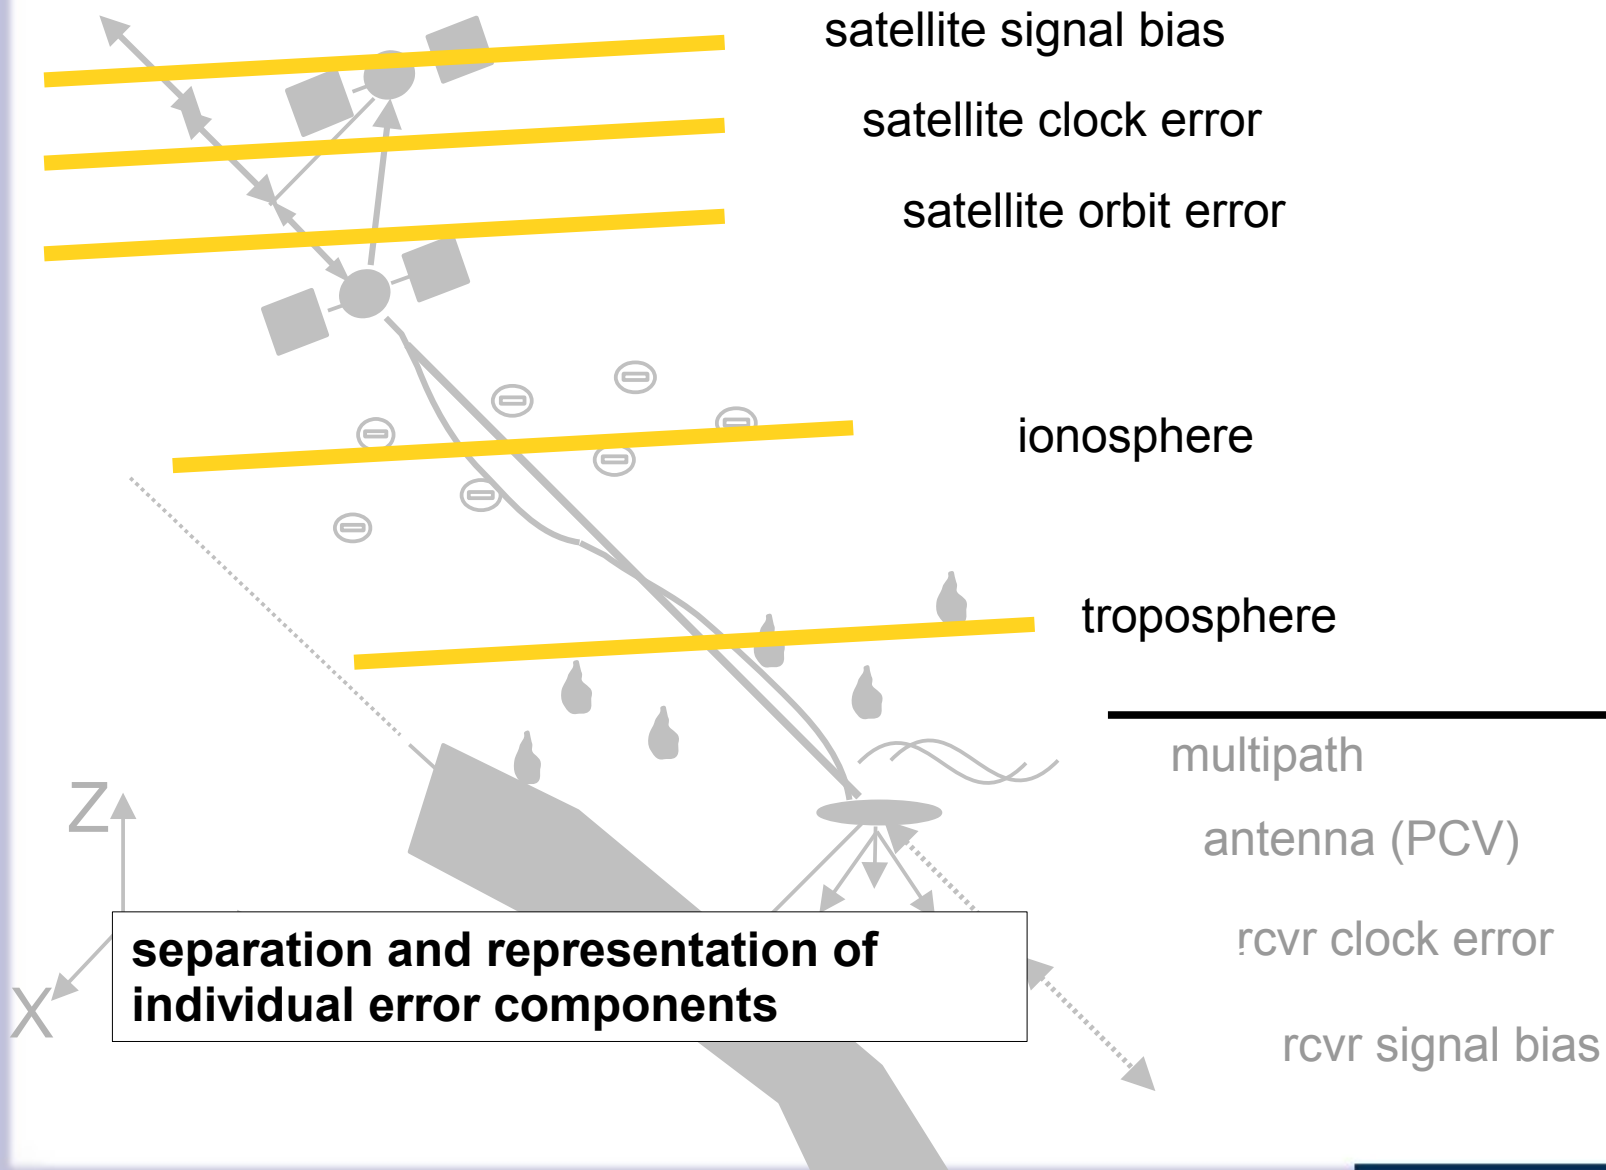 satellite signal bias
satellite clock error
satellite orbit error
ionosphere
troposphere
multipath
Z
antenna (PCV)
separation and representation of
individual error components
rcvr clock error
X
rcvr signal bias